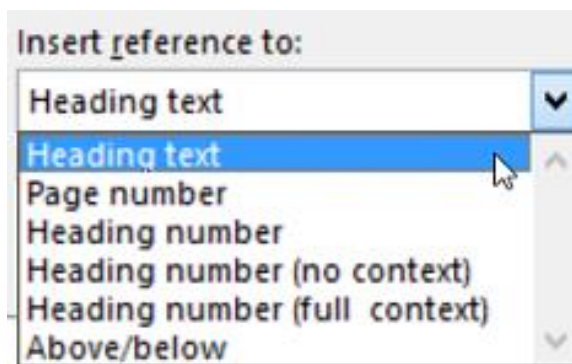 Insert reference to:
Heading text
Heading text
Page number
Heading number
Heading number (no context)
Heading number (full context)
Above/below